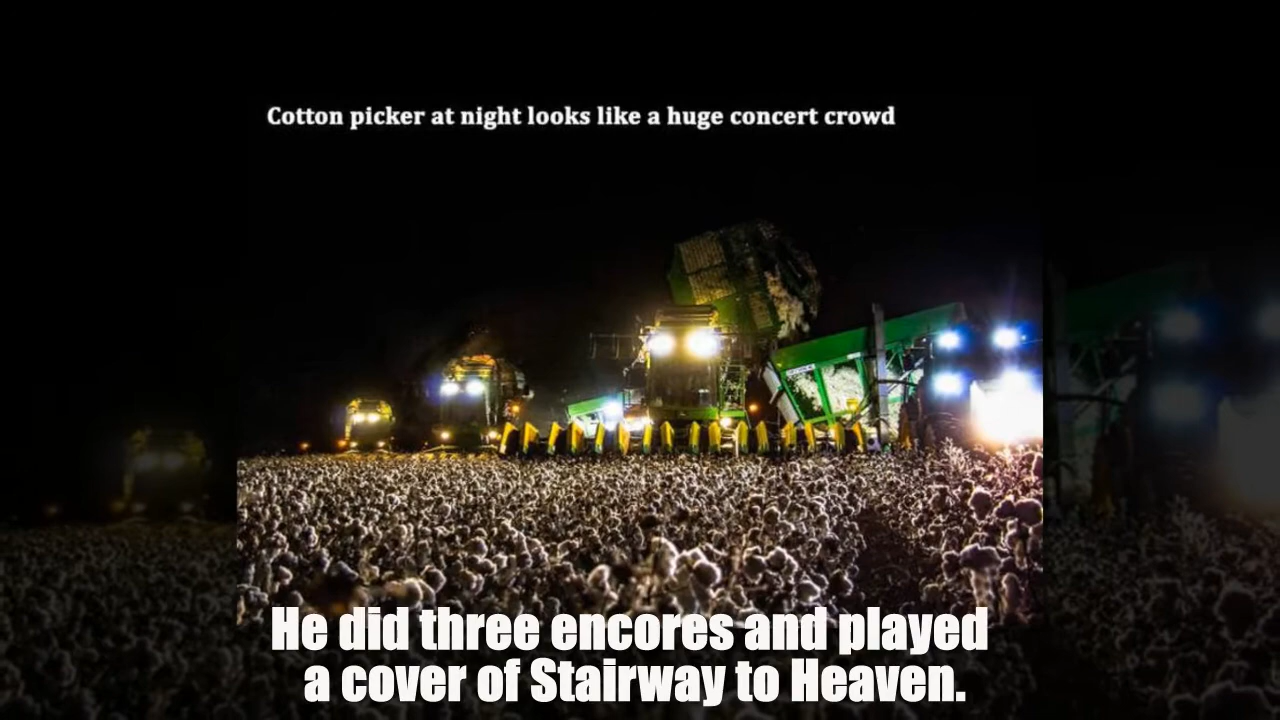 Cotton picker at night looks like a huge concert crowd
He did three encores and played
a cover of Stairway to Heaven.